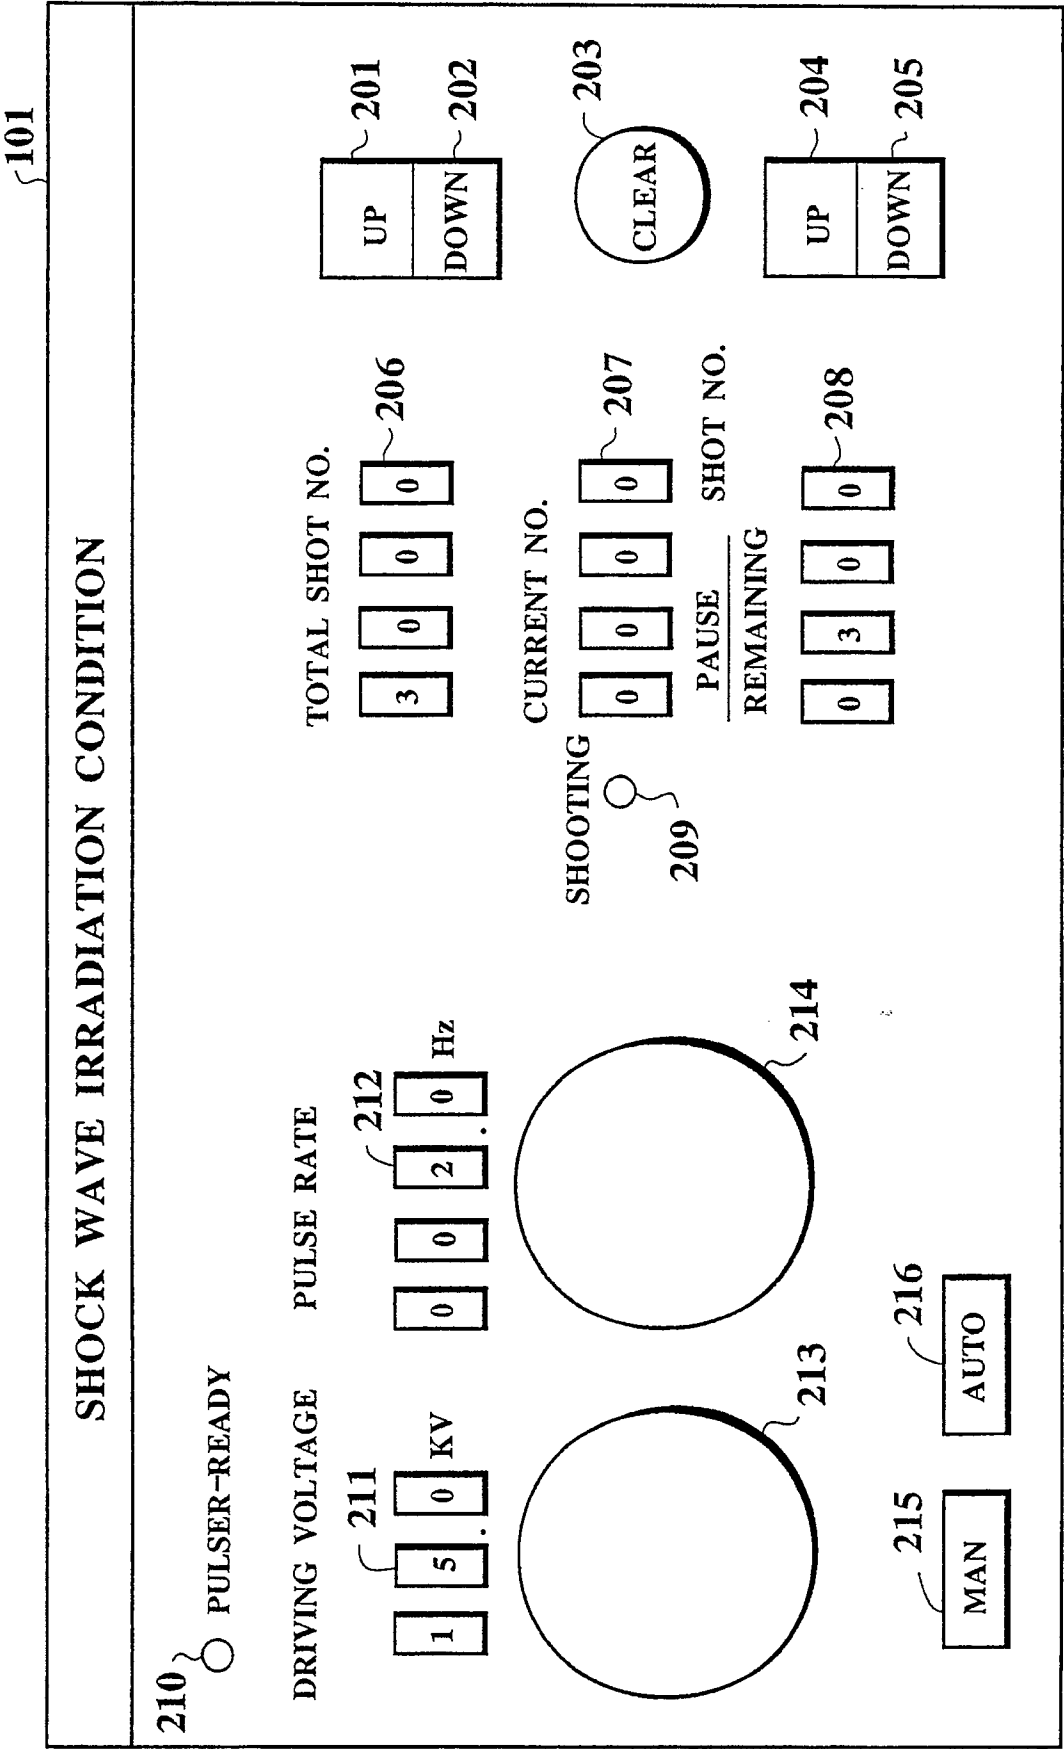 101
SHOCK WAVE IRRADIATION CONDITION
210
PULSER-READY
DRIVING VOLTAGE
211
1 5 . 0 KV
213
PULSE RATE
212
0 0 2 . 0 Hz
214
215
MAN
216
AUTO
TOTAL SHOT NO.
206
3 0 0 0
UP
201
DOWN
202
SHOOTING
209
CURRENT NO.
207
0 0 0 0
CLEAR
203
PAUSE
REMAINING
SHOT NO.
208
0 3 0 0
UP
204
DOWN
205